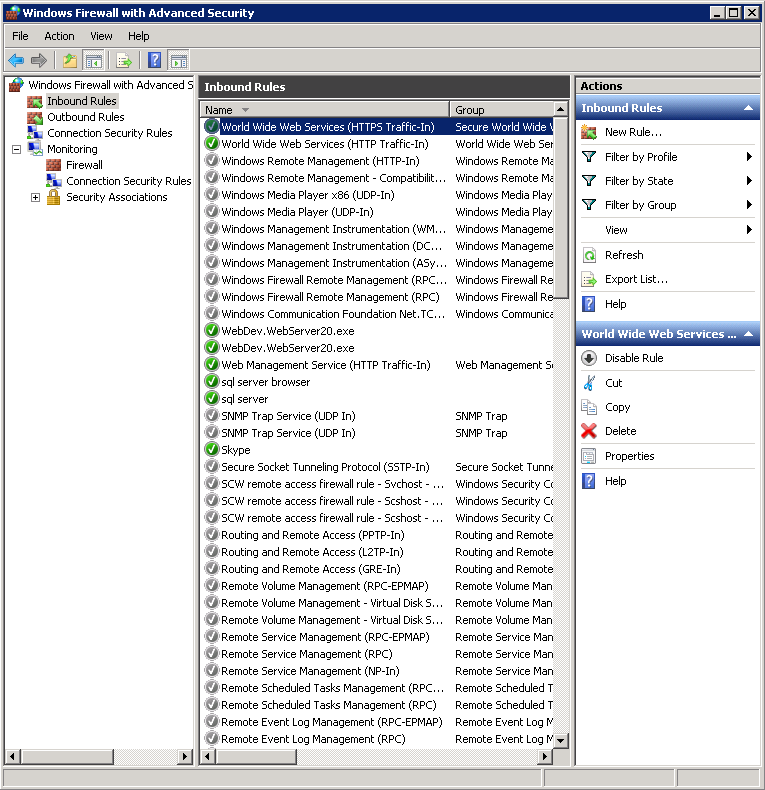 Windows Firewall with Advanced Security
File Action View Help
Windows Firewall with Advanced S
Inbound Rules
Outbound Rules
Connection Security Rules
Monitoring
Firewall
Connection Security Rules
Security Associations
Inbound Rules
Name Group
World Wide Web Services (HTTPS Traffic-In) Secure World Wide
World Wide Web Services (HTTP Traffic-In) World Wide Web Ser
Windows Remote Management (HTTP-In) Windows Remote Ma
Windows Remote Management - Compatibilit... Windows Remote Ma
Windows Media Player x86 (UDP-In) Windows Media Play
Windows Media Player (UDP-In) Windows Media Play
Windows Management Instrumentation (WM... Windows Manageme
Windows Management Instrumentation (DC... Windows Manageme
Windows Management Instrumentation (ASy... Windows Manageme
Windows Firewall Remote Management (RPC... Windows Firewall Re
Windows Firewall Remote Management (RPC) Windows Firewall Re
Windows Communication Foundation Net.TC... Windows Communica
WebDev.WebServer20.exe
WebDev.WebServer20.exe
Web Management Service (HTTP Traffic-In) Web Management S
sql server browser
sql server
SNMP Trap Service (UDP In) SNMP Trap
SNMP Trap Service (UDP In) SNMP Trap
Skype
Secure Socket Tunneling Protocol (SSTP-In) Secure Socket Tunne
SCW remote access firewall rule - Svchost - ... Windows Security Co
SCW remote access firewall rule - Scshost - ... Windows Security Co
SCW remote access firewall rule - Scshost - ... Windows Security Co
Routing and Remote Access (PPTP-In) Routing and Remote
Routing and Remote Access (L2TP-In) Routing and Remote
Routing and Remote Access (GRE-In) Routing and Remote
Remote Volume Management (RPC-EPMAP) Remote Volume Man
Remote Volume Management - Virtual Disk S... Remote Volume Man
Remote Volume Management - Virtual Disk S... Remote Volume Man
Remote Service Management (RPC-EPMAP) Remote Service Man
Remote Service Management (RPC) Remote Service Man
Remote Service Management (NP-In) Remote Service Man
Remote Scheduled Tasks Management (RPC... Remote Scheduled T
Remote Scheduled Tasks Management (RPC) Remote Scheduled T
Remote Event Log Management (RPC-EPMAP) Remote Event Log M
Remote Event Log Management (RPC) Remote Event Log M
Actions
Inbound Rules
New Rule...
Filter by Profile
Filter by State
Filter by Group
View
Refresh
Export List...
Help
World Wide Web Services ...
Disable Rule
Cut
Copy
Delete
Properties
Help